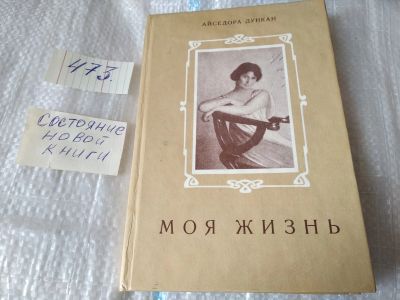 473.
СОСТОЯНИЕ
НОВОЙ
КНИГИ
АЙСЕДОРА ДУНКАН
МОЯ ЖИЗНЬ